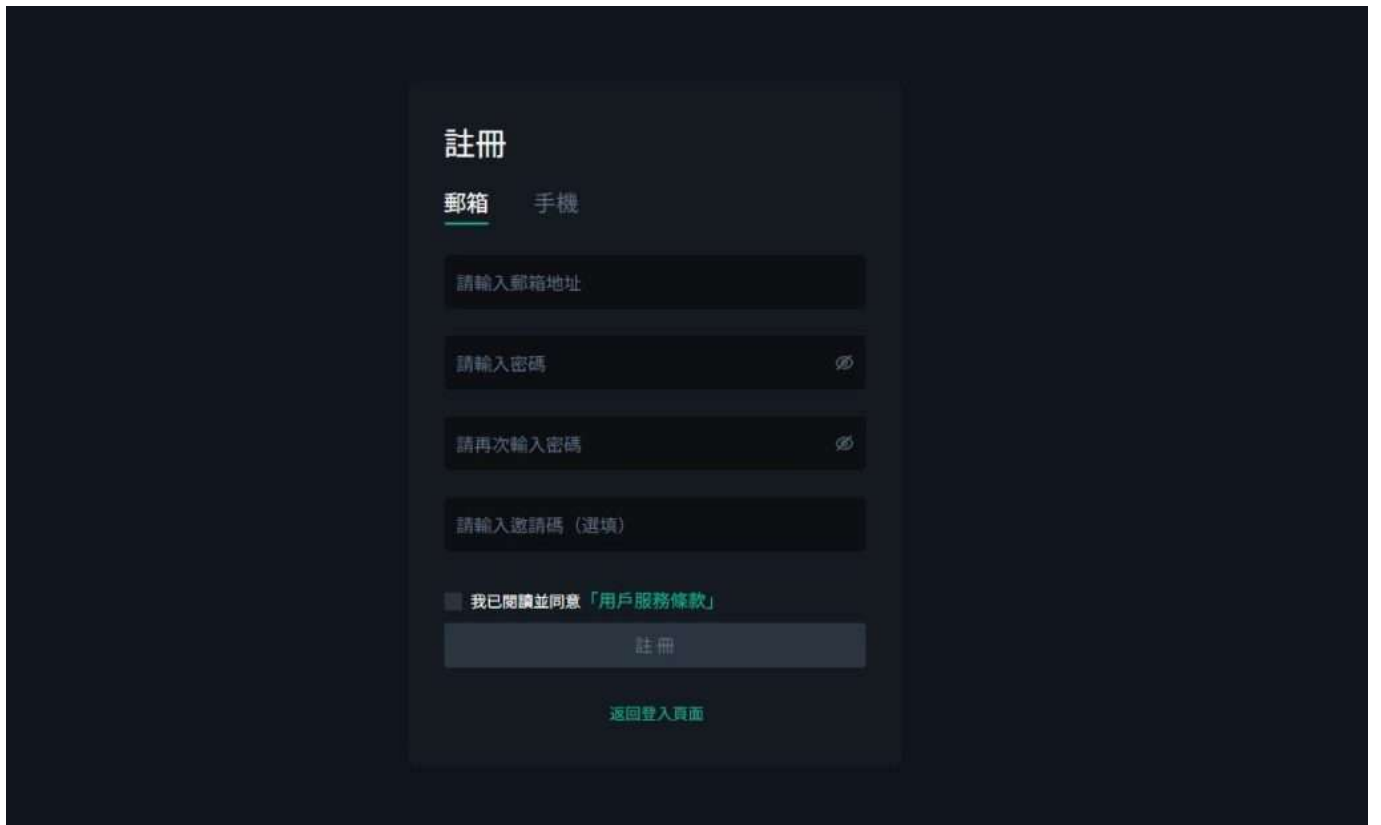 註冊
郵箱 手機
請輸入郵箱地址
請輸入密碼
請再次輸入密碼
請輸入邀請碼（選填）
我已閱讀並同意「用戶服務條款」
註 冊
返回登入頁面